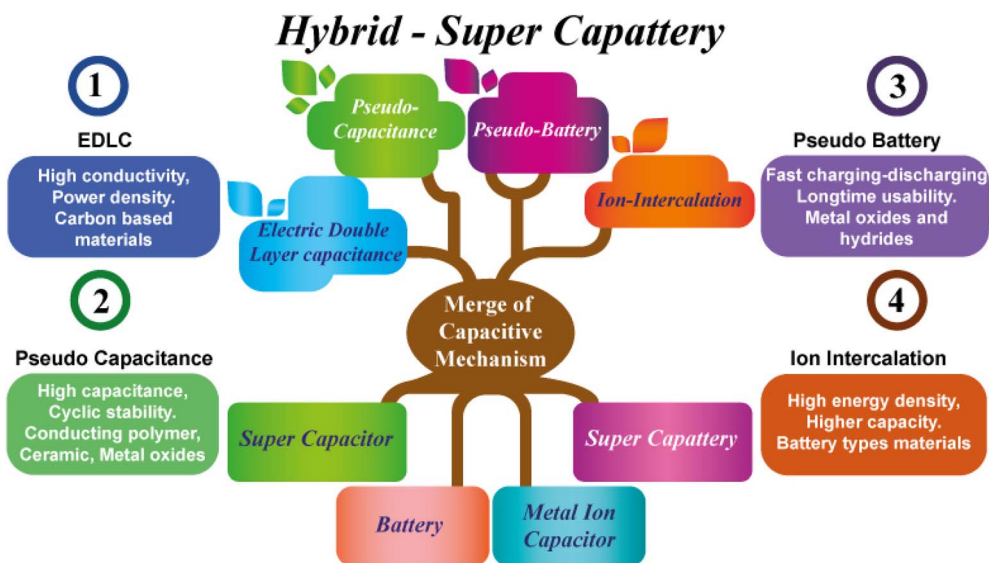 Hybrid - Super Capattery
1
EDLC
High conductivity,
Power density.
Carbon based
materials
2
Pseudo Capacitance
High capacitance,
Cyclic stability.
Conducting polymer,
Ceramic, Metal oxides
Pseudo-
Capacitance
Pseudo-Battery
Electric Double
Layer capacitance
Ion-Intercalation
Merge of
Capacitive
Mechanism
Super Capacitor
Super Capattery
Battery
Metal Ion
Capacitor
3
Pseudo Battery
Fast charging-discharging
Longtime usability.
Metal oxides and
hydrides
4
Ion Intercalation
High energy density,
Higher capacity.
Battery types materials